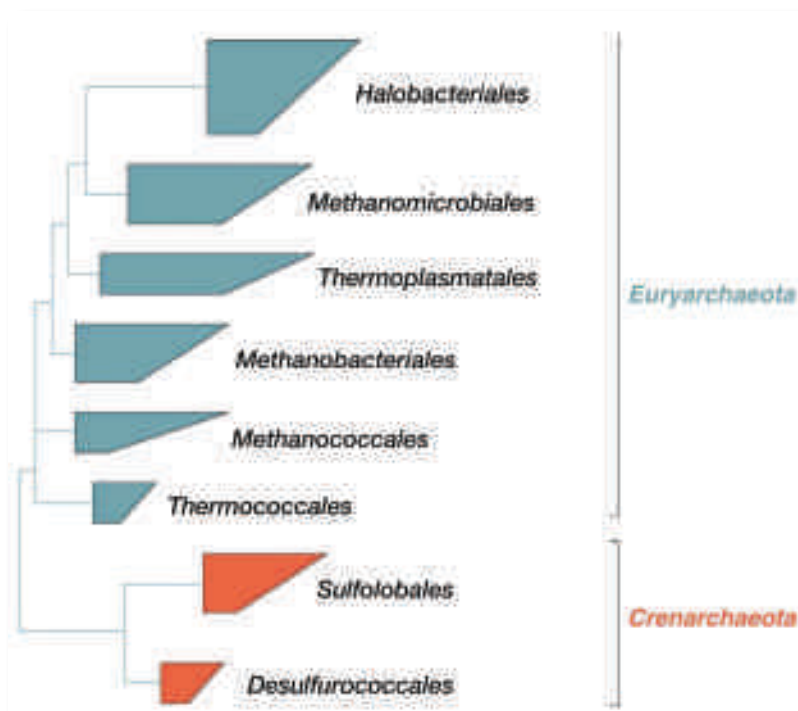 Halobacteriales
Methanomicrobiales
Thermoplasmatales
Euryarchaeota
Methanobacteriales
Methanococcales
Thermococcales
Sulfolobales
Crenarchaeota
Desulfurococcales